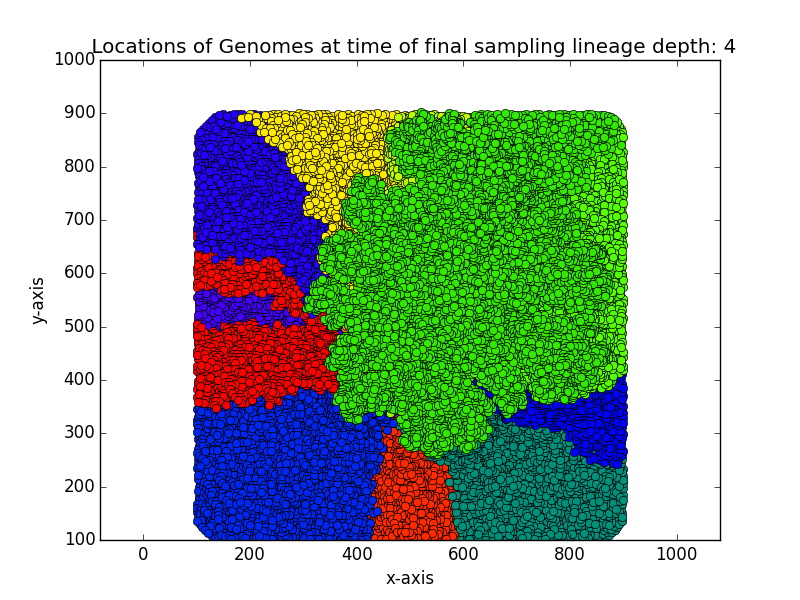 Locations of Genomes at time of final sampling lineage depth: 4
1000
900
800
700
600
500
400
300
200
100
y-axis
0 200 400 600 800 1000
x-axis